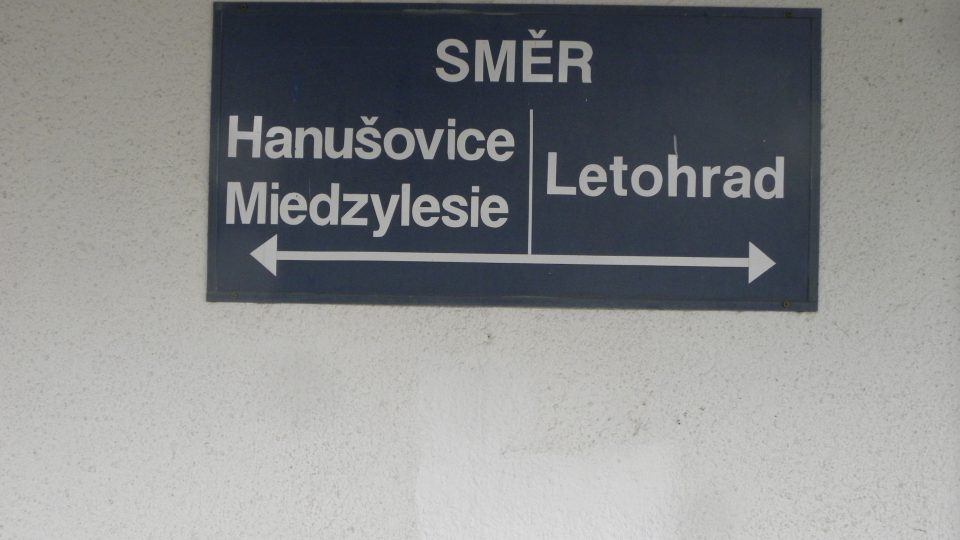 SMĚR
Hanušovice
Miedzylesie
Letohrad